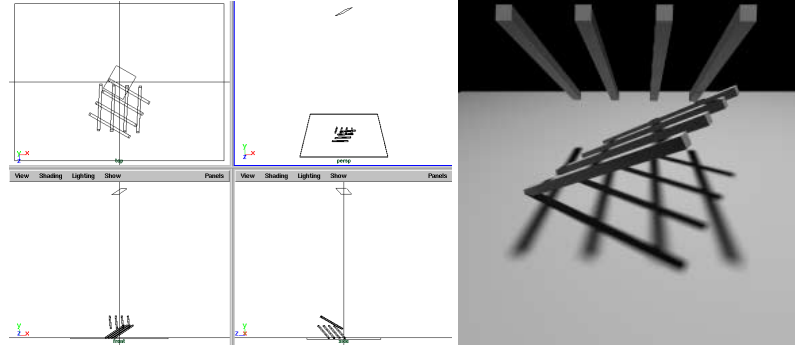 y
z x
top
y
z x
persp
View Shading Lighting Show Panels
View Shading Lighting Show Panels
y
z x
front
y
z x
side